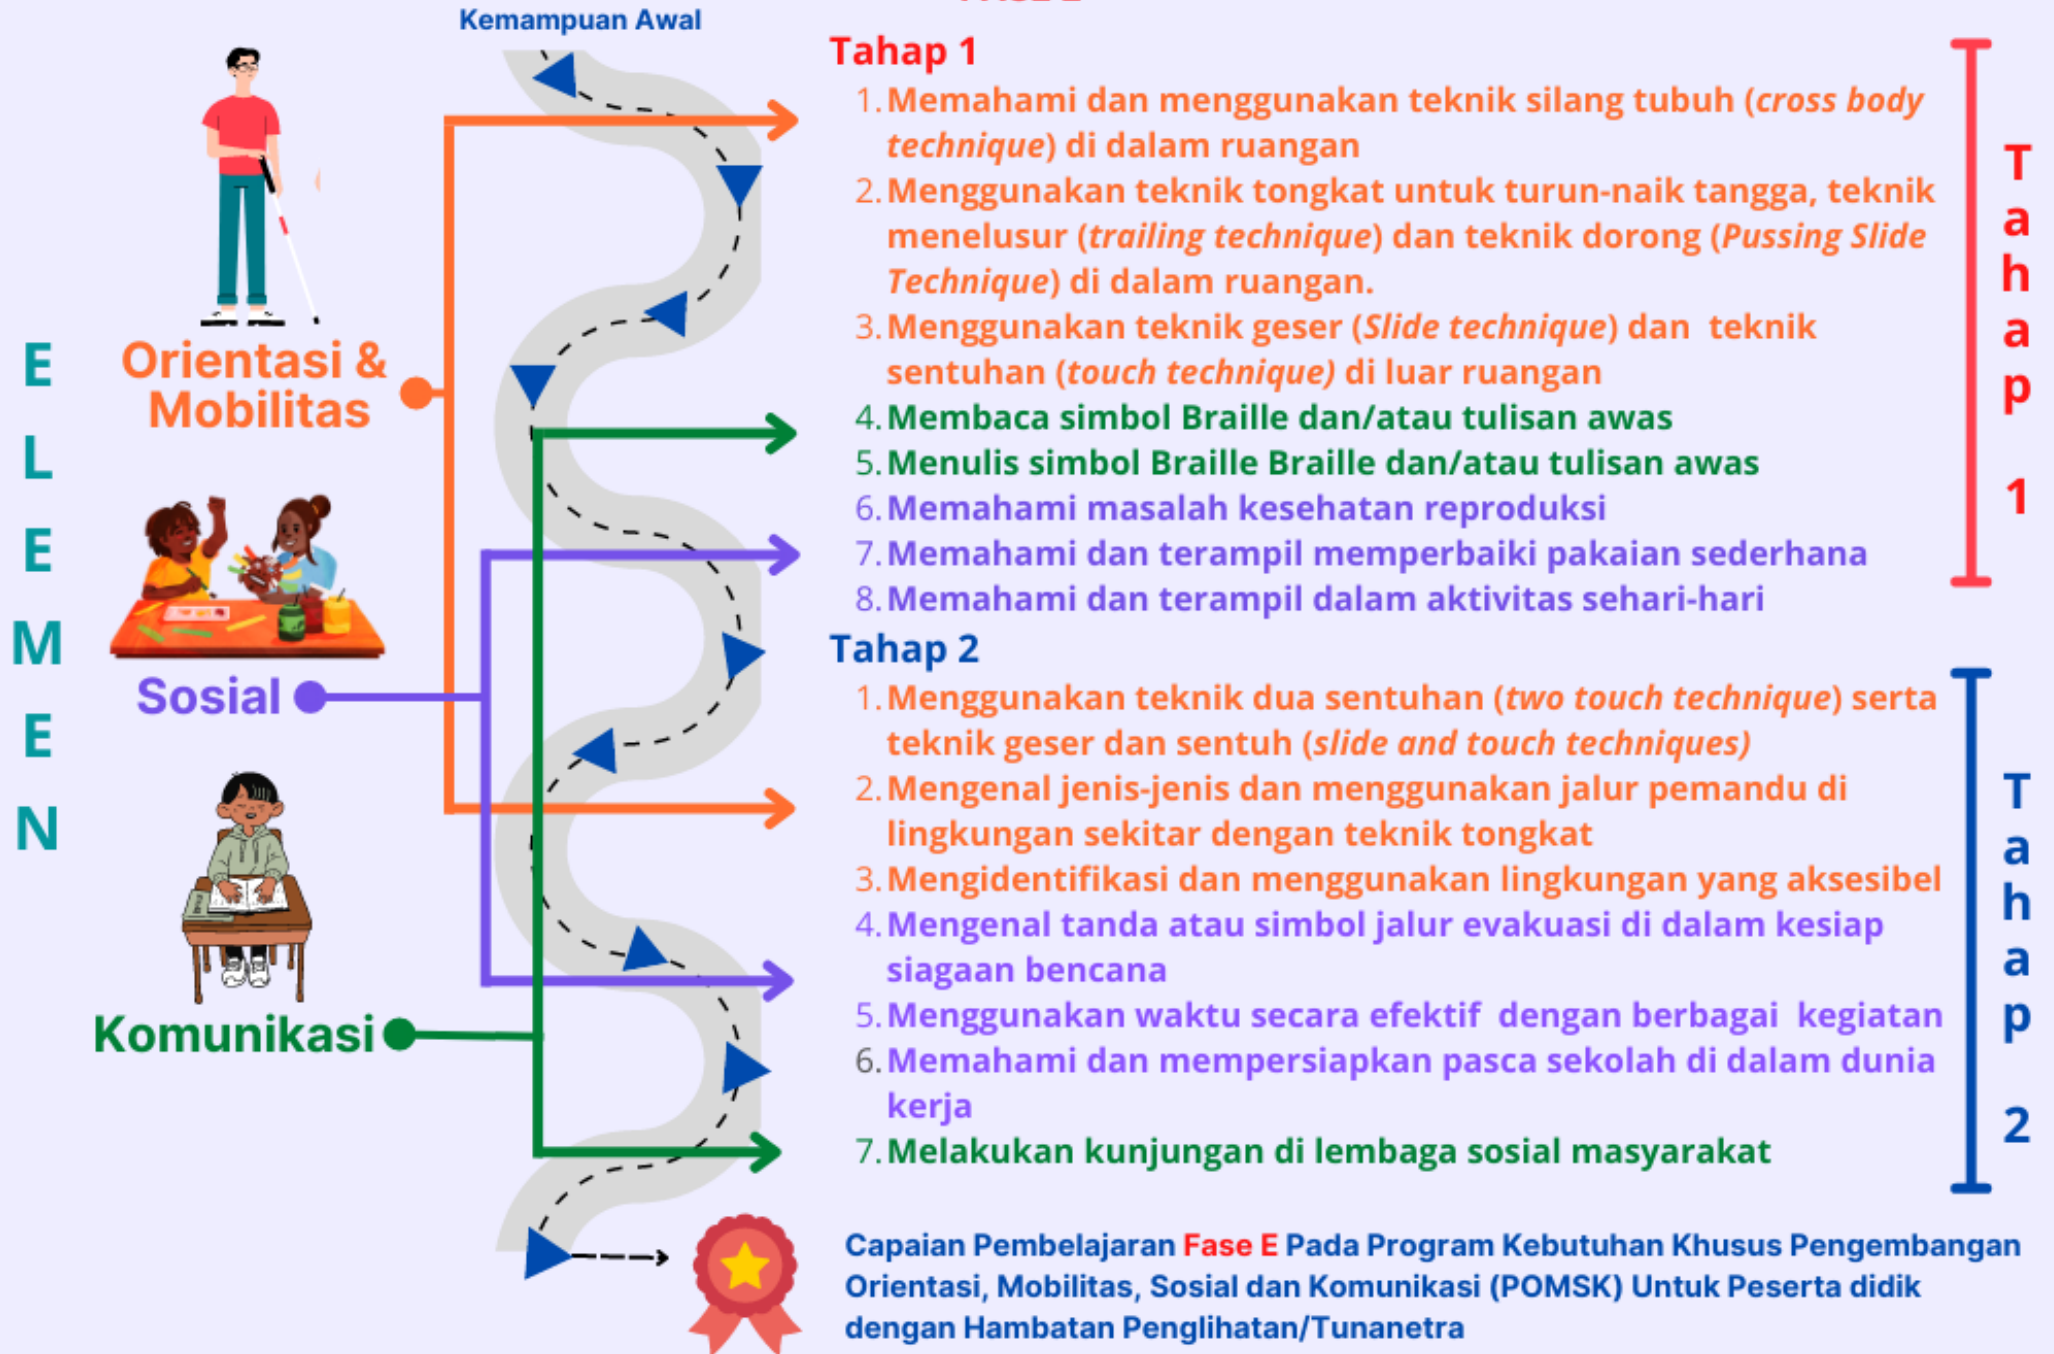 Kemampuan Awal
Tahap 1
1. Memahami dan menggunakan teknik silang tubuh (cross body
technique) di dalam ruangan
2. Menggunakan teknik tongkat untuk turun-naik tangga, teknik
menelusur (trailing technique) dan teknik dorong (Pussing Slide
Technique) di dalam ruangan.
3. Menggunakan teknik geser (Slide technique) dan teknik
sentuhan (touch technique) di luar ruangan
4. Membaca simbol Braille dan/atau tulisan awas
5. Menulis simbol Braille Braille dan/atau tulisan awas
6. Memahami masalah kesehatan reproduksi
7. Memahami dan terampil memperbaiki pakaian sederhana
8. Memahami dan terampil dalam aktivitas sehari-hari
Tahap 1
Tahap 2
1. Menggunakan teknik dua sentuhan (two touch technique) serta
teknik geser dan sentuh (slide and touch techniques)
2. Mengenal jenis-jenis dan menggunakan jalur pemandu di
lingkungan sekitar dengan teknik tongkat
3. Mengidentifikasi dan menggunakan lingkungan yang aksesibel
4. Mengenal tanda atau simbol jalur evakuasi di dalam kesiap
siagaan bencana
5. Menggunakan waktu secara efektif dengan berbagai kegiatan
6. Memahami dan mempersiapkan pasca sekolah di dalam dunia
kerja
7. Melakukan kunjungan di lembaga sosial masyarakat
Tahap 2
ELEMEN
Orientasi &
Mobilitas
Sosial
Komunikasi
Capaian Pembelajaran Fase E Pada Program Kebutuhan Khusus Pengembangan
Orientasi, Mobilitas, Sosial dan Komunikasi (POMSK) Untuk Peserta didik
dengan Hambatan Penglihatan/Tunanetra